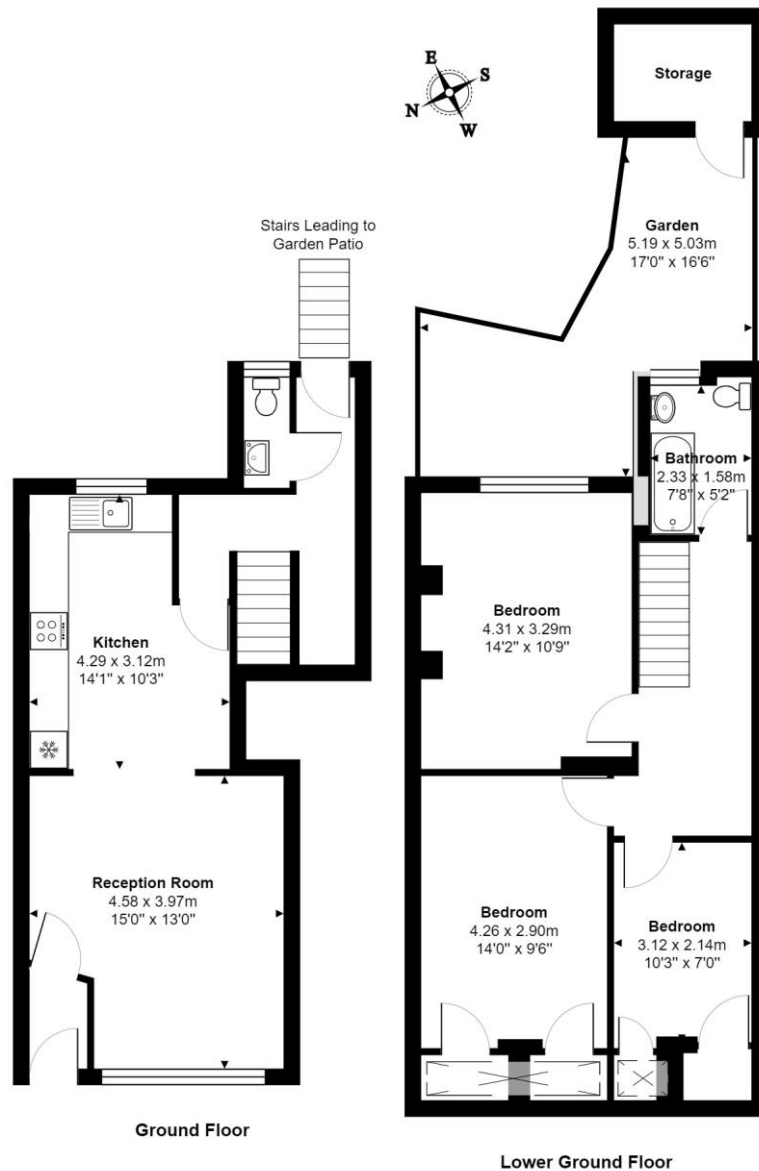 E
S
N
W
Storage
Stairs Leading to
Garden Patio
Garden
5.19 x 5.03m
17'0" x 16'6"
Bathroom
2.33 x 1.58m
7'8" x 5'2"
Kitchen
4.29 x 3.12m
14'1" x 10'3"
Bedroom
4.31 x 3.29m
14'2" x 10'9"
Reception Room
4.58 x 3.97m
15'0" x 13'0"
Bedroom
4.26 x 2.90m
14'0" x 9'6"
Bedroom
3.12 x 2.14m
10'3" x 7'0"
Ground Floor
Lower Ground Floor